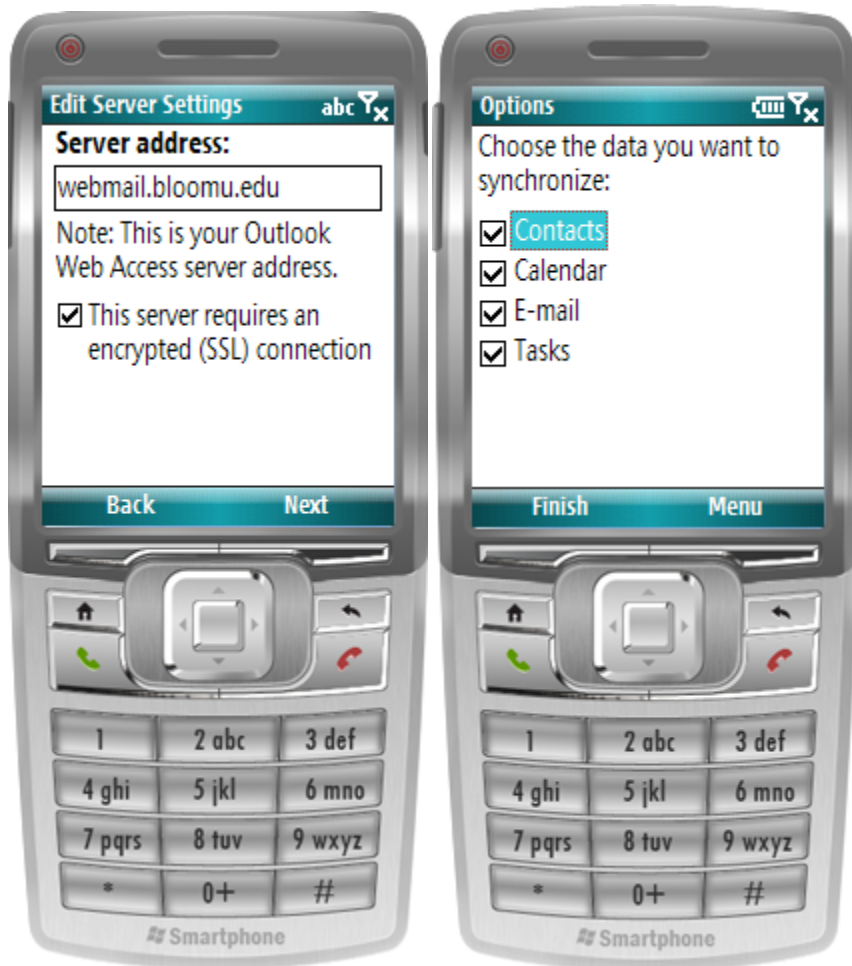 Edit Server Settings abc
Server address:
webmail.bloomu.edu
Note: This is your Outlook
Web Access server address.
This server requires an
encrypted (SSL) connection
Back Next
1 2 abc 3 def
4 ghi 5 jkl 6 mno
7 pqrs 8 tuv 9 wxyz
* 0+ #
Smartphone
Options
Choose the data you want to
synchronize:
Contacts
Calendar
E-mail
Tasks
Finish Menu
1 2 abc 3 def
4 ghi 5 jkl 6 mno
7 pqrs 8 tuv 9 wxyz
* 0+ #
Smartphone